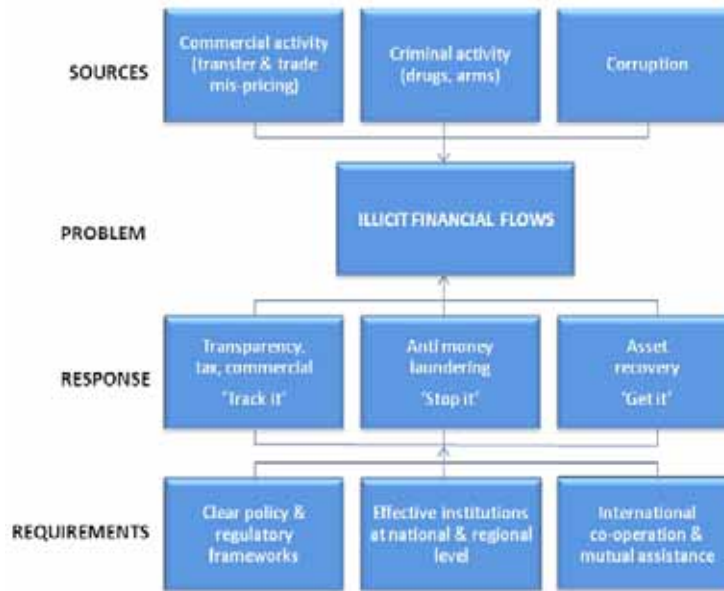 SOURCES
Commercial activity
(transfer & trade
mis-pricing)
Criminal activity
(drugs, arms)
Corruption
PROBLEM
ILLICIT FINANCIAL FLOWS
RESPONSE
Transparency,
tax, commercial
'Track it'
Anti money
laundering
'Stop it'
Asset
recovery
'Get it'
REQUIREMENTS
Clear policy &
regulatory
frameworks
Effective institutions
at national & regional
level
International
co-operation &
mutual assistance